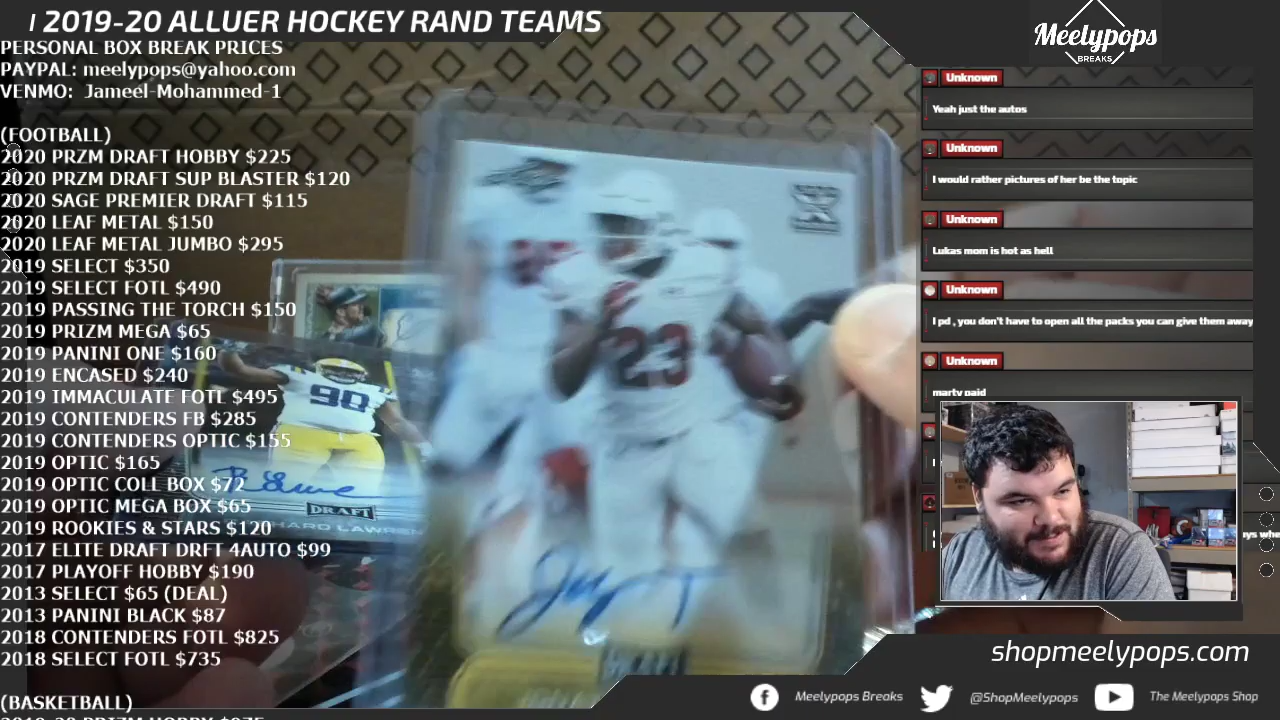 / 2019-20 ALLUER HOCKEY RAND TEAMS
PERSONAL BOX BREAK PRICES
PAYPAL: meelypops@yahoo.com
VENMO: Jameel-Mohammed-1
(FOOTBALL)
2020 PRZM DRAFT HOBBY $225
2020 PRZM DRAFT SUP BLASTER $120
2020 SAGE PREMIER DRAFT $115
2020 LEAF METAL $150
2020 LEAF METAL JUMBO $295
2019 SELECT $350
2019 SELECT FOTL $490
2019 PASSING THE TORCH $150
2019 PRIZM MEGA $65
2019 PANINI ONE $160
2019 ENCASED $240
2019 IMMACULATE FOTL $495
2019 CONTENDERS FB $285
2019 CONTENDERS OPTIC $155
2019 OPTIC $165
2019 OPTIC COLL BOX $72
2019 OPTIC MEGA BOX $65
2019 ROOKIES & STARS $120
2017 ELITE DRAFT DRFT 4AUTO $99
2017 PLAYOFF HOBBY $190
2013 SELECT $65 (DEAL)
2013 PANINI BLACK $87
2018 CONTENDERS FOTL $825
2018 SELECT FOTL $735
(BASKETBALL)
90
DRAFT
HARD LAWREN
23
Meelypops
BREAKS
Unknown
Yeah just the autos
Unknown
I would rather pictures of her be the topic
Unknown
Lukas mom is hot as hell
Unknown
I pd , you don't have to open all the packs you can give them away
Unknown
marty paid
ays whe
shopmeelypops.com
Meelypops Breaks
@ShopMeelypops
The Meelypops Shop